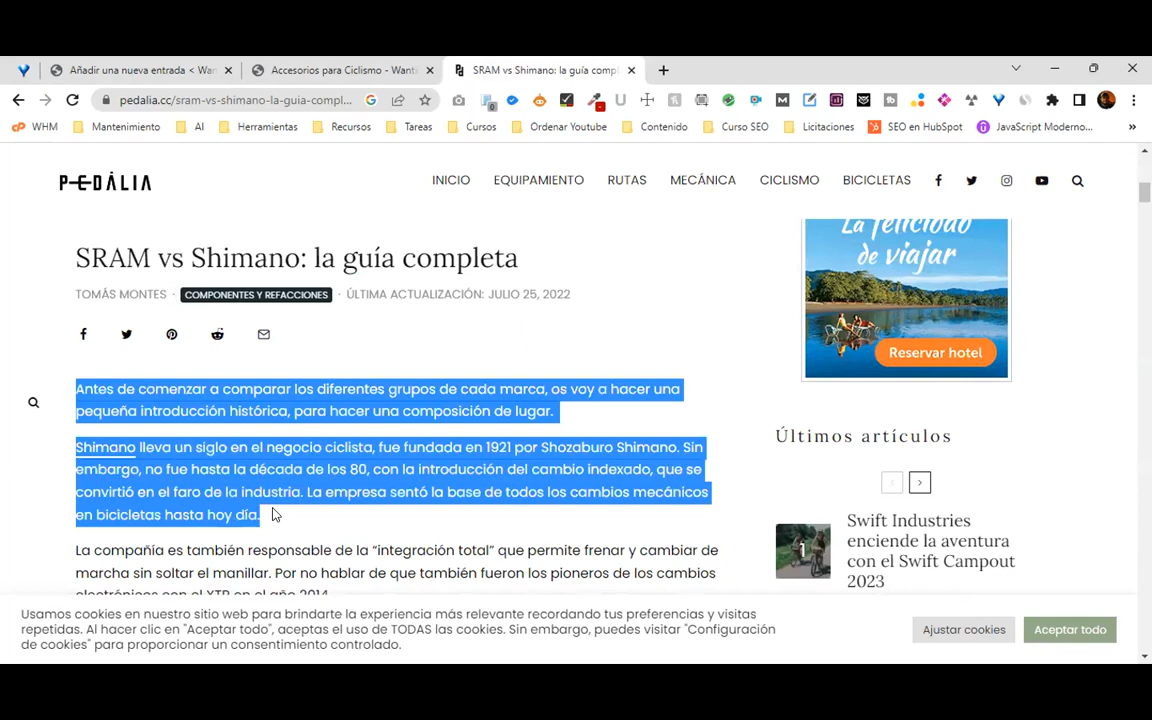 Añadir una nueva entrada < Wan
Accesorios para Ciclismo - Wanti
SRAM vs Shimano: la guía compl
pedalia.cc/sram-vs-shimano-la-guia-compl...
WHM
Mantenimiento
AI
Herramientas
Recursos
Tareas
Cursos
Ordenar Youtube
Contenido
Curso SEO
Licitaciones
SEO en HubSpot
JavaScript Moderno...
PEDÁLIA
INICIO
EQUIPAMIENTO
RUTAS
MECÁNICA
CICLISMO
BICICLETAS
SRAM vs Shimano: la guía completa
TOMÁS MONTES · COMPONENTES Y REFACCIONES · ÚLTIMA ACTUALIZACIÓN: JULIO 25, 2022
Antes de comenzar a comparar los diferentes grupos de cada marca, os voy a hacer una
pequeña introducción histórica, para hacer una composición de lugar.
Shimano lleva un siglo en el negocio ciclista, fue fundada en 1921 por Shozaburo Shimano. Sin
embargo, no fue hasta la década de los 80, con la introducción del cambio indexado, que se
convirtió en el faro de la industria. La empresa sentó la base de todos los cambios mecánicos
en bicicletas hasta hoy día.
La compañía es también responsable de la “integración total” que permite frenar y cambiar de
marcha sin soltar el manillar. Por no hablar de que también fueron los pioneros de los cambios
electrónicos con el XTR en el año 2014.
La felicidad
de viajar
Reservar hotel
Últimos artículos
1
Swift Industries
enciende la aventura
con el Swift Campout
2023
Usamos cookies en nuestro sitio web para brindarte la experiencia más relevante recordando tus preferencias y visitas
repetidas. Al hacer clic en "Aceptar todo", aceptas el uso de TODAS las cookies. Sin embargo, puedes visitar "Configuración
de cookies" para proporcionar un consentimiento controlado.
Ajustar cookies
Aceptar todo